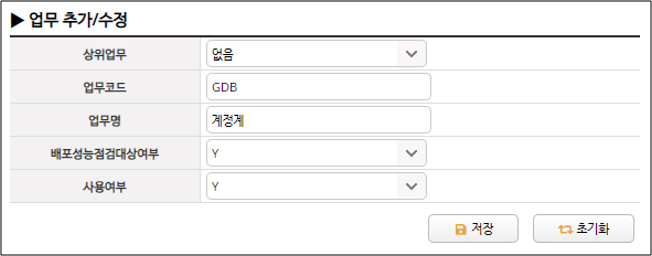 ▶ 업무 추가/수정
상위업무 없음
업무코드 GDB
업무명 계정계
배포성능점검대상여부 Y
사용여부 Y
저장 초기화